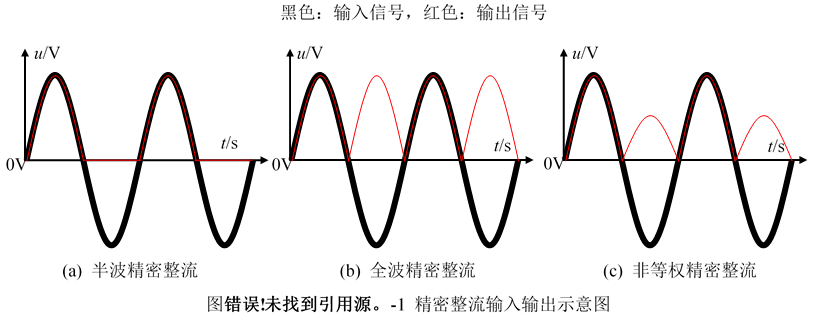 黑色：输入信号，红色：输出信号
u/V u/V u/V
t/s t/s t/s
0V 0V 0V
(a) 半波精密整流 (b) 全波精密整流 (c) 非等权精密整流
图错误!未找到引用源。-1 精密整流输入输出示意图